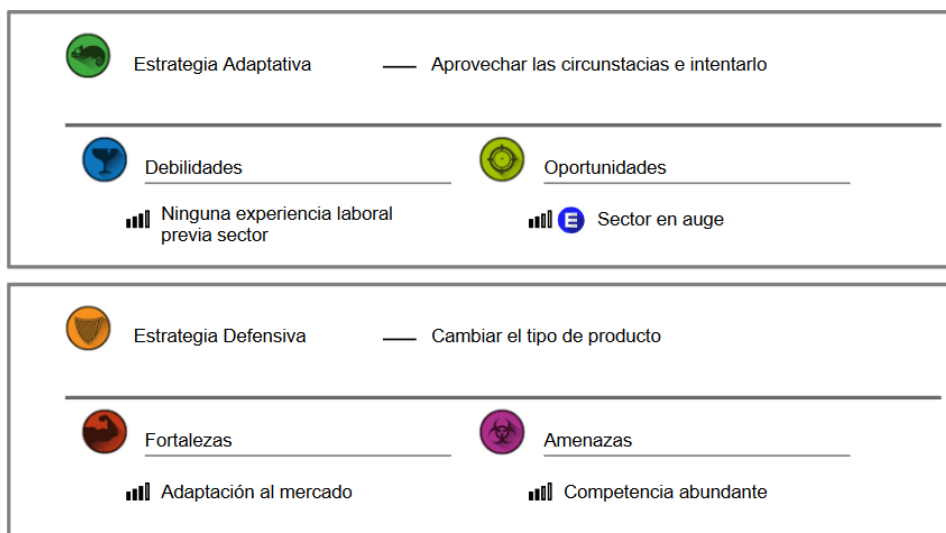 Estrategia Adaptativa — Aprovechar las circunstacias e intentarlo
Debilidades
Oportunidades
Ninguna experiencia laboral
previa sector
E Sector en auge
Estrategia Defensiva — Cambiar el tipo de producto
Fortalezas
Amenazas
Adaptación al mercado
Competencia abundante